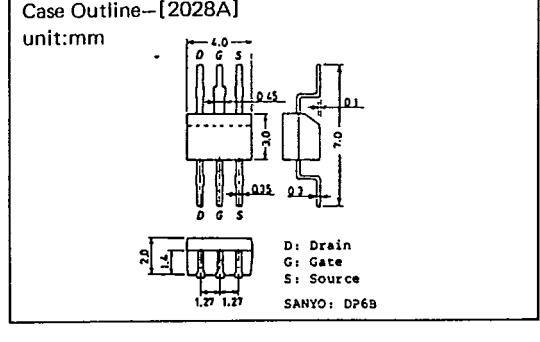 Case Outline—[2028A]
unit:mm
4.0
D G S
0.45
3.0
0.1
7.0
0.35
0.3
D G S
2.0
1.4
1.27 1.27
D: Drain
G: Gate
S: Source
SANYO: DP6B